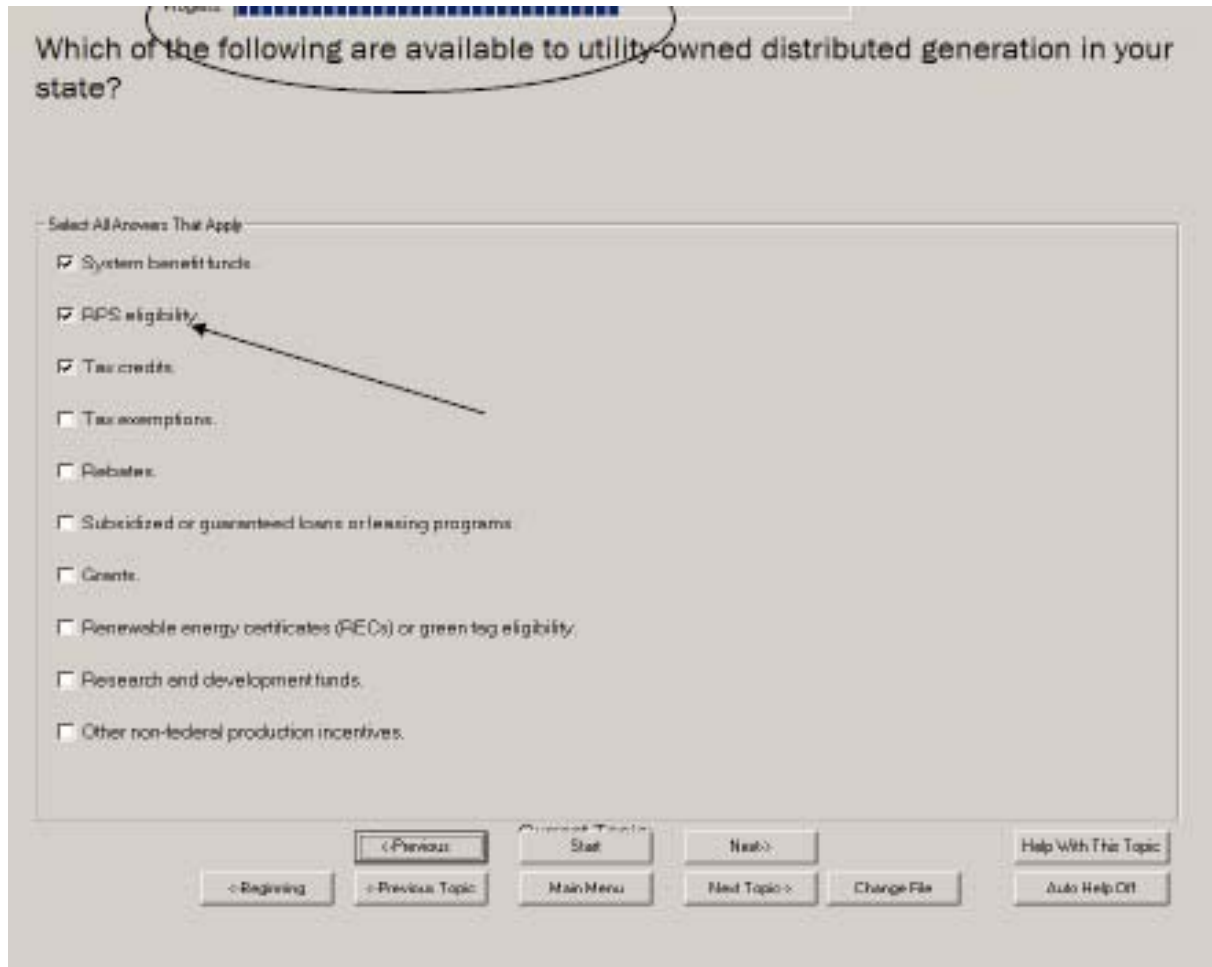 Progress
Which of the following are available to utility-owned distributed generation in your
state?
Select All Answers That Apply
System benefit funds.
RPS eligibility.
Tax credits.
Tax exemptions.
Rebates.
Subsidized or guaranteed loans or leasing programs
Grants.
Renewable energy certificates (RECs) or green tag eligibility.
Research and development funds.
Other non-federal production incentives.
Current Topic
<-Previous Start Next-> Help With This Topic
<-Beginning <-Previous Topic Main Menu Next Topic-> Change File Auto Help Off